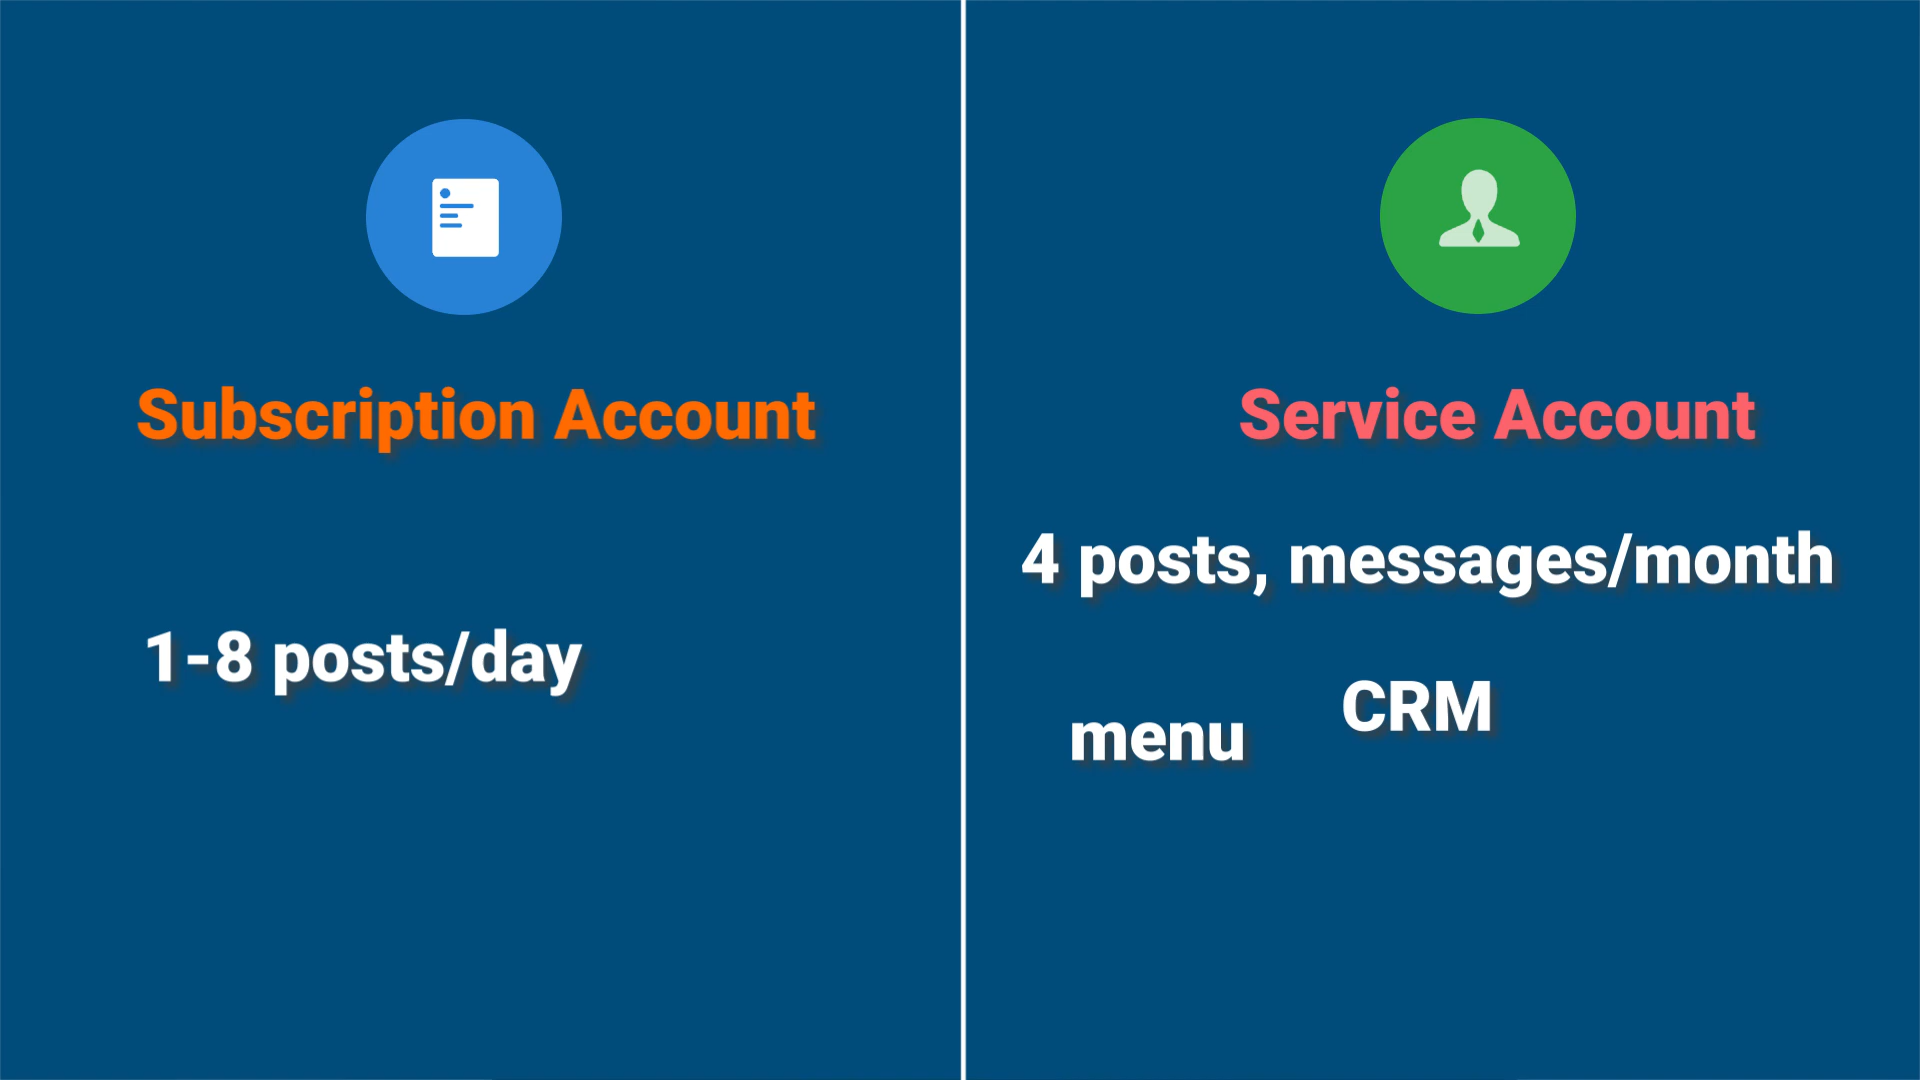 Subscription Account
1-8 posts/day
Service Account
4 posts, messages/month
menu
CRM